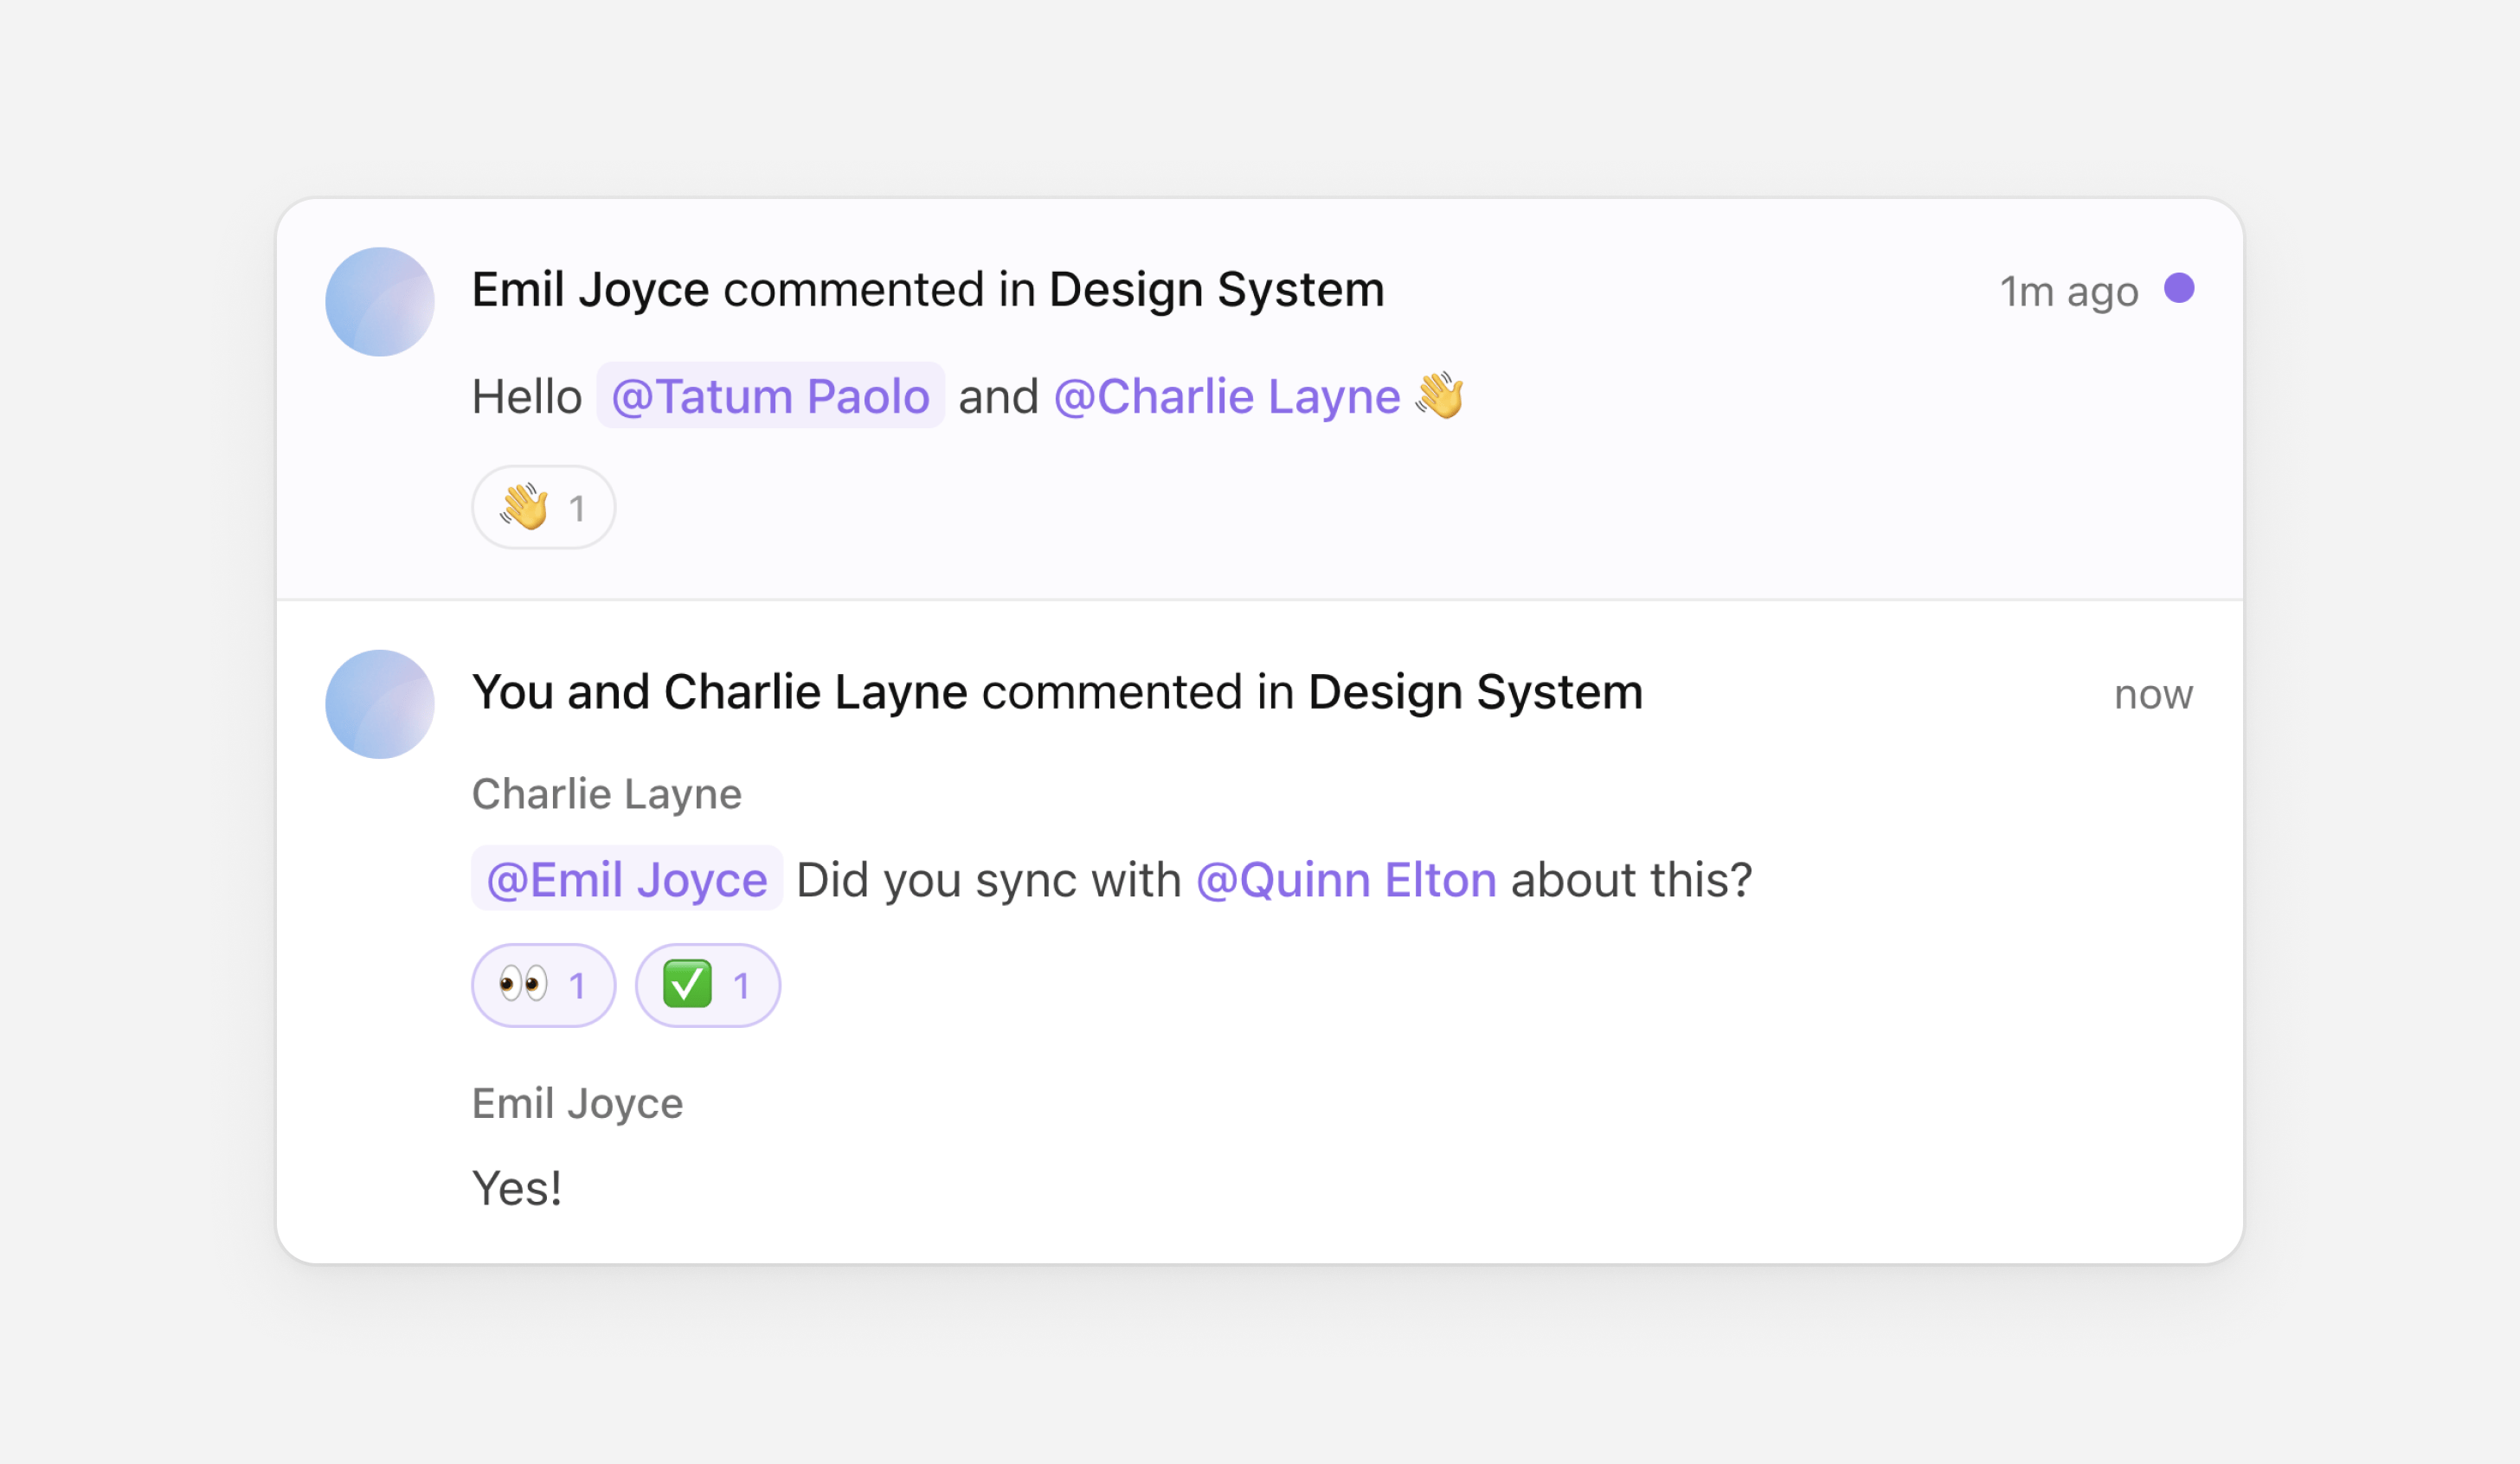 Emil Joyce commented in Design System 1m ago
Hello @Tatum Paolo and @Charlie Layne 👋
👋 1
You and Charlie Layne commented in Design System now
Charlie Layne
@Emil Joyce Did you sync with @Quinn Elton about this?
👀 1 ✅ 1
Emil Joyce
Yes!